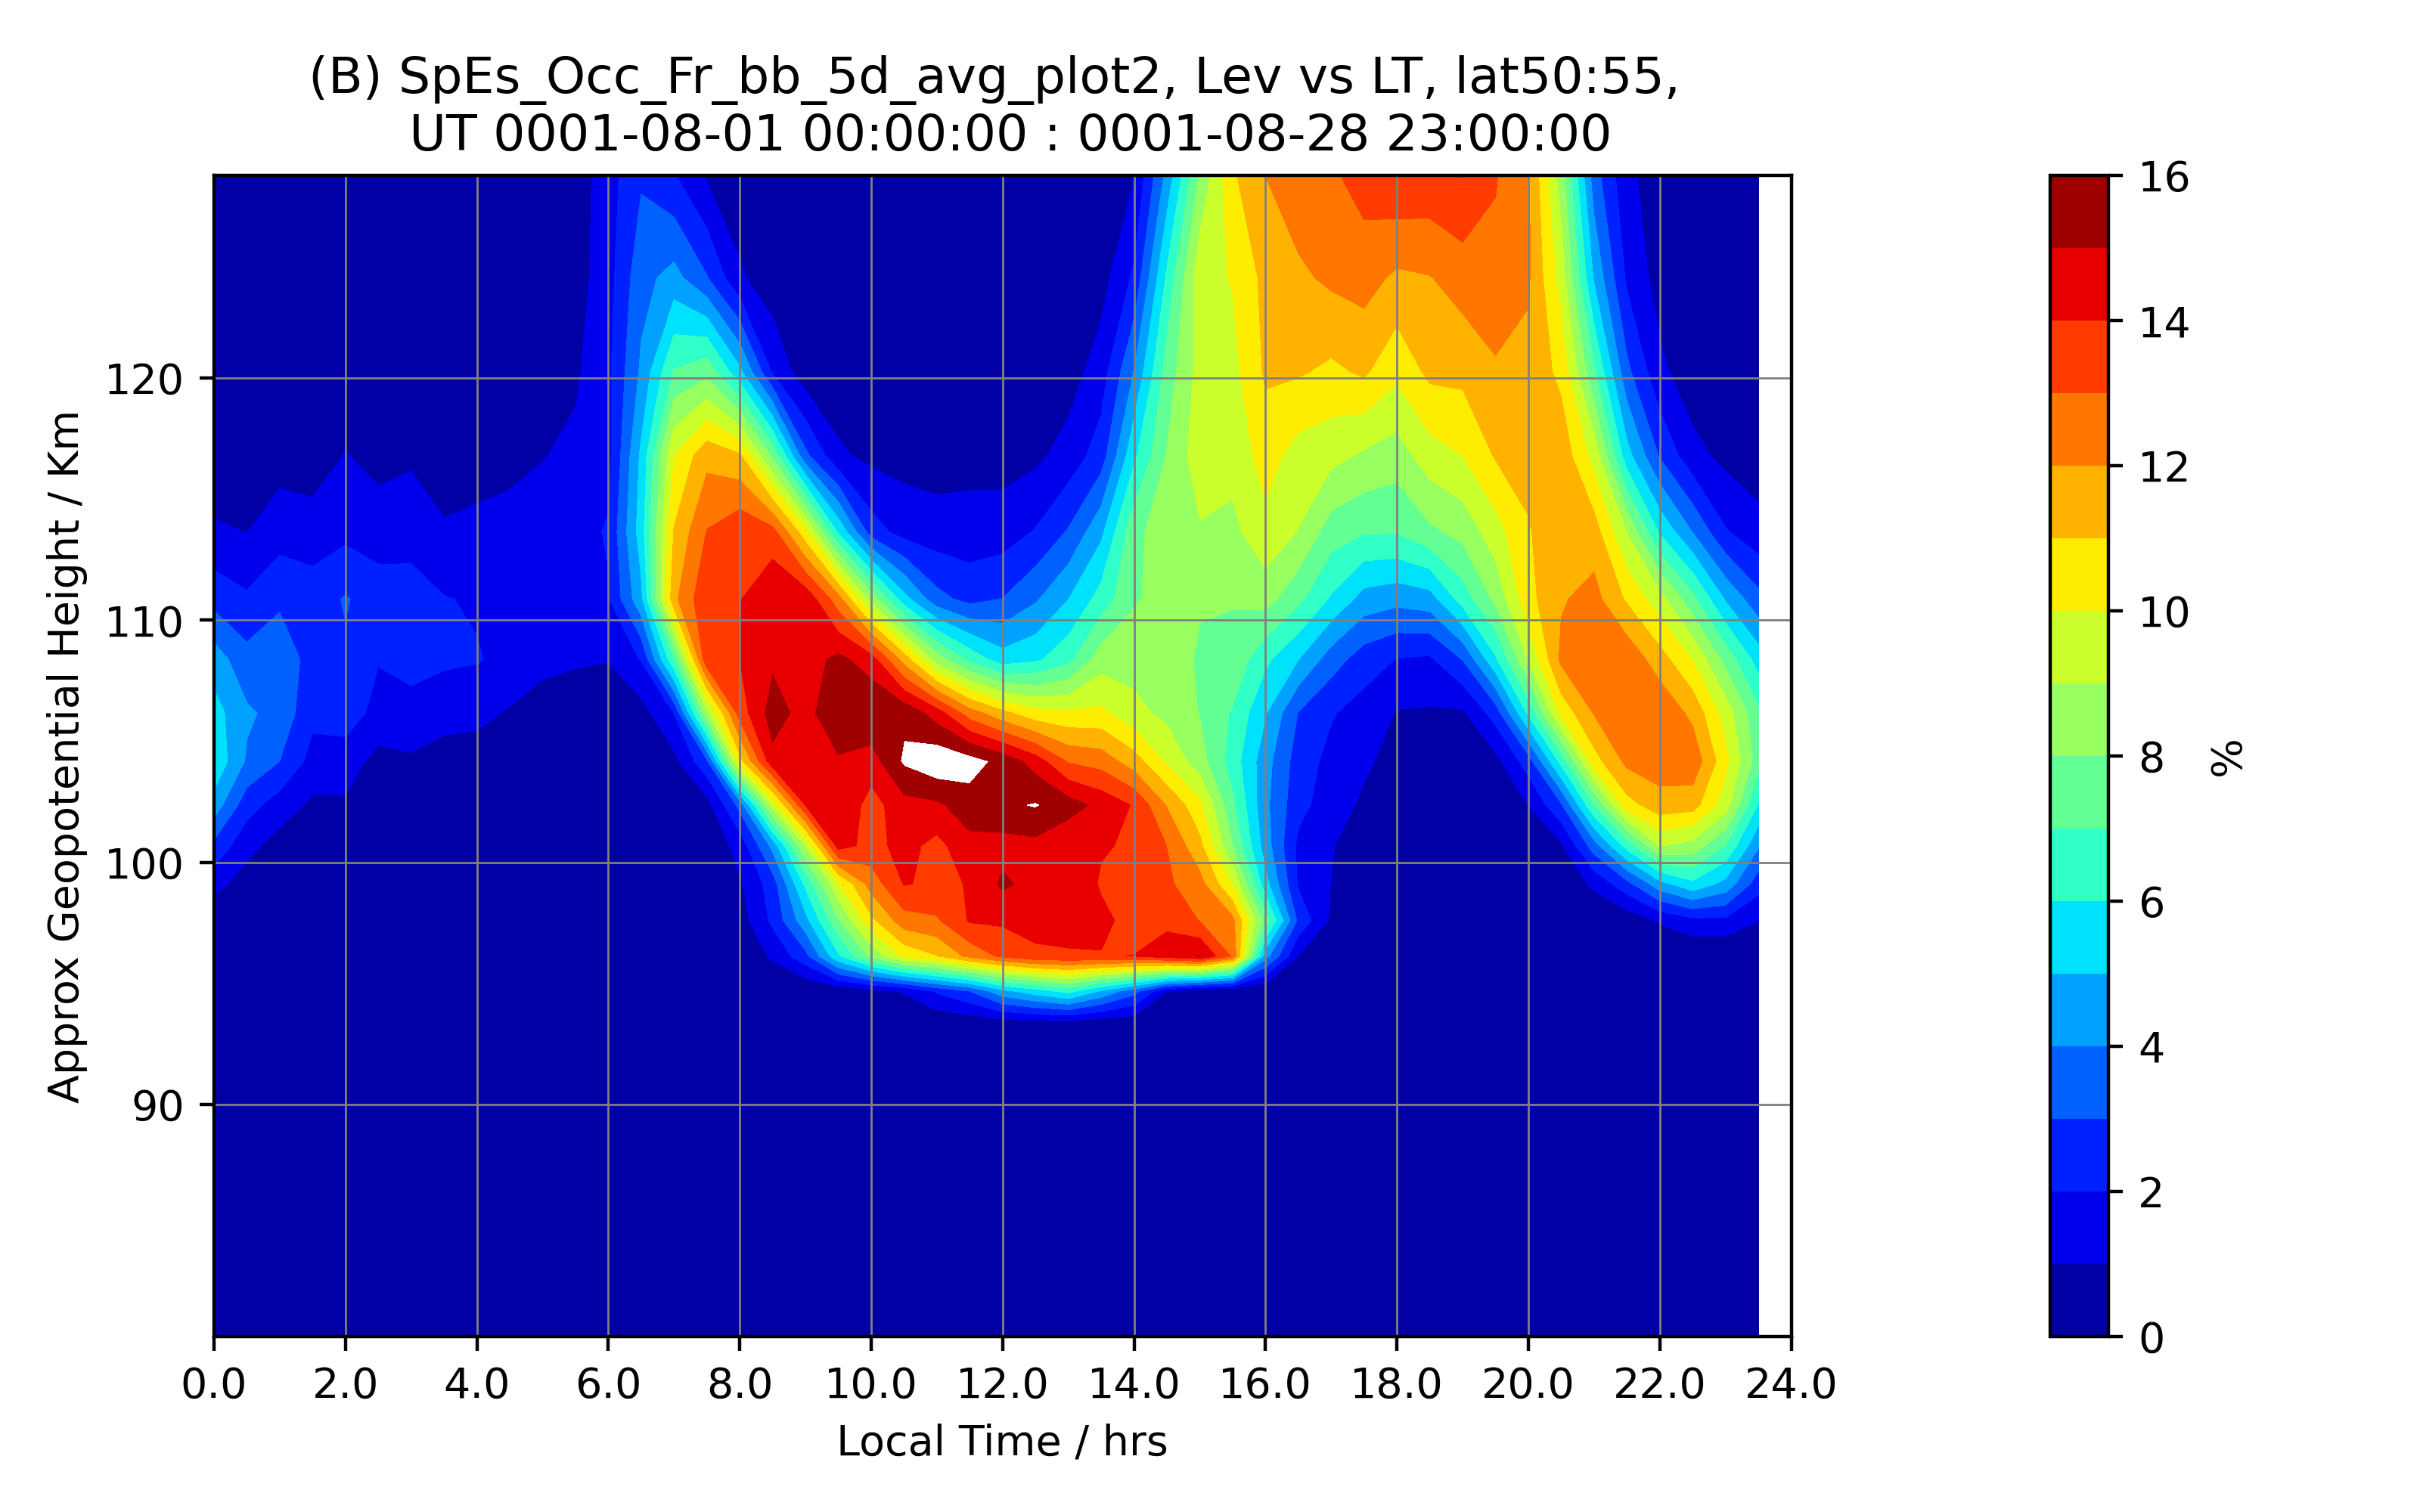 (B) SpEs_Occ_Fr_bb_5d_avg_plot2, Lev vs LT, lat50:55,
UT 0001-08-01 00:00:00 : 0001-08-28 23:00:00
Approx Geopotential Height / Km
120
110
100
90
0.0 2.0 4.0 6.0 8.0 10.0 12.0 14.0 16.0 18.0 20.0 22.0 24.0
Local Time / hrs
16
14
12
10
8
6
4
2
0
%